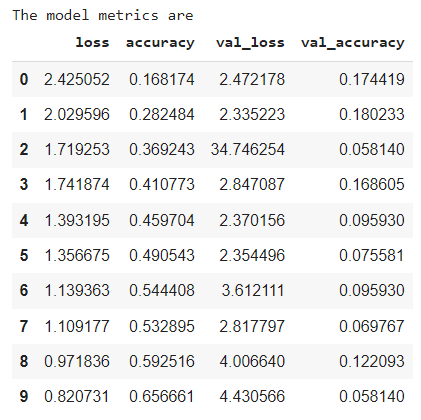 The model metrics are
loss accuracy val_loss val_accuracy
0 2.425052 0.168174 2.472178 0.174419
1 2.029596 0.282484 2.335223 0.180233
2 1.719253 0.369243 34.746254 0.058140
3 1.741874 0.410773 2.847087 0.168605
4 1.393195 0.459704 2.370156 0.095930
5 1.356675 0.490543 2.354496 0.075581
6 1.139363 0.544408 3.612111 0.095930
7 1.109177 0.532895 2.817797 0.069767
8 0.971836 0.592516 4.006640 0.122093
9 0.820731 0.656661 4.430566 0.058140